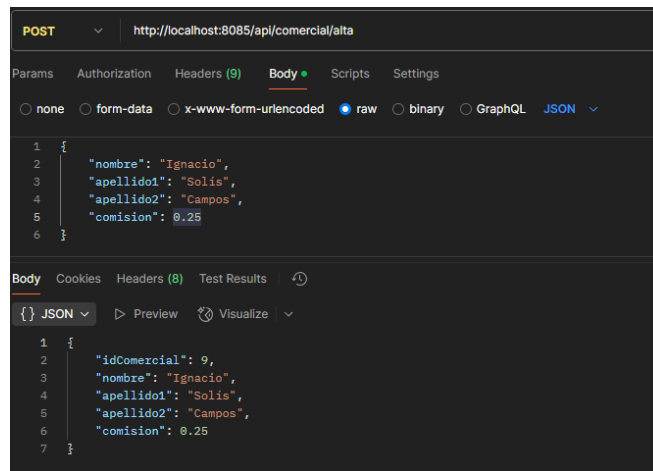 POST http://localhost:8085/api/comercial/alta
Params Authorization Headers (9) Body Scripts Settings
none form-data x-www-form-urlencoded raw binary GraphQL JSON
1 {
2 "nombre": "Ignacio",
3 "apellido1": "Solís",
4 "apellido2": "Campos",
5 "comision": 0.25
6 }
Body Cookies Headers (8) Test Results
{} JSON Preview Visualize
1 {
2 "idComercial": 9,
3 "nombre": "Ignacio",
4 "apellido1": "Solís",
5 "apellido2": "Campos",
6 "comision": 0.25
7 }